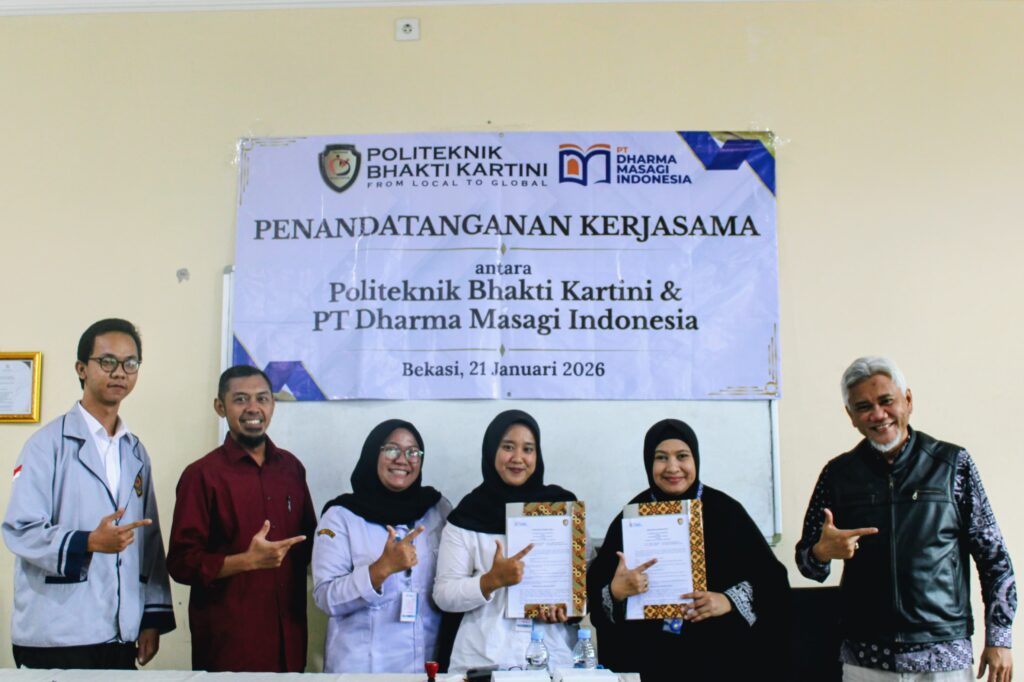 POLITEKNIK
BHAKTI KARTINI
FROM LOCAL TO GLOBAL
PT
DHARMA
MASAGI
INDONESIA
PENANDATANGANAN KERJASAMA
antara
Politeknik Bhakti Kartini &
PT Dharma Masagi Indonesia
Bekasi, 21 Januari 2026